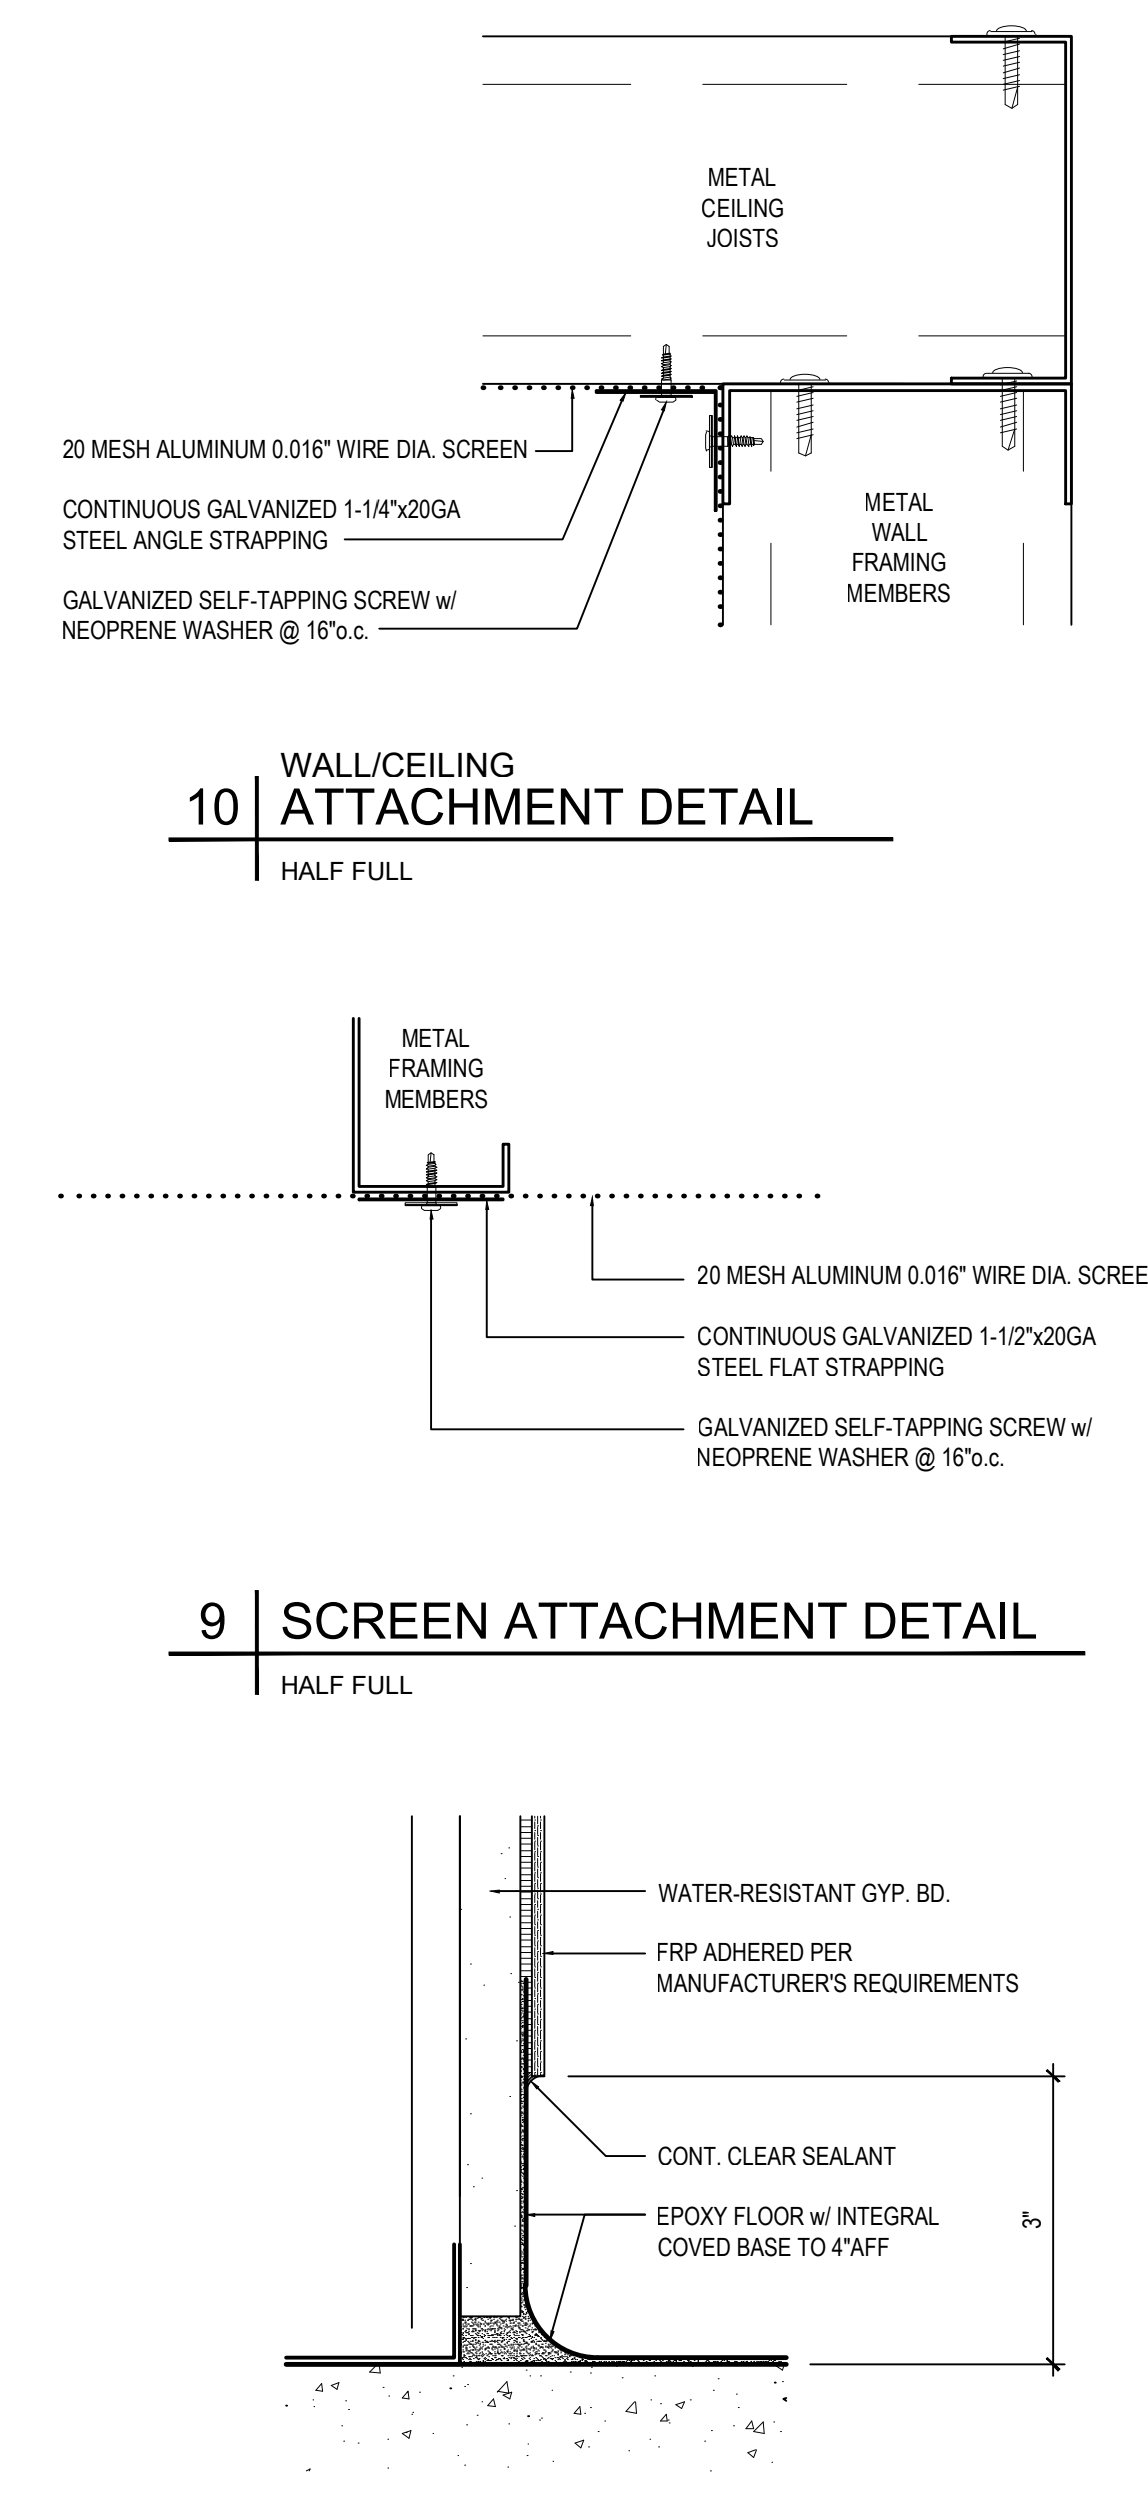 METAL
CEILING
JOISTS
20 MESH ALUMINUM 0.016" WIRE DIA. SCREEN
CONTINUOUS GALVANIZED 1-1/4"x20GA
STEEL ANGLE STRAPPING
GALVANIZED SELF-TAPPING SCREW w/
NEOPRENE WASHER @ 16"o.c.
METAL
WALL
FRAMING
MEMBERS
WALL/CEILING
10 ATTACHMENT DETAIL
HALF FULL
METAL
FRAMING
MEMBERS
20 MESH ALUMINUM 0.016" WIRE DIA. SCREE
CONTINUOUS GALVANIZED 1-1/2"x20GA
STEEL FLAT STRAPPING
GALVANIZED SELF-TAPPING SCREW w/
NEOPRENE WASHER @ 16"o.c.
9 SCREEN ATTACHMENT DETAIL
HALF FULL
WATER-RESISTANT GYP. BD.
FRP ADHERED PER
MANUFACTURER'S REQUIREMENTS
CONT. CLEAR SEALANT
EPOXY FLOOR w/ INTEGRAL
COVED BASE TO 4"AFF
3"